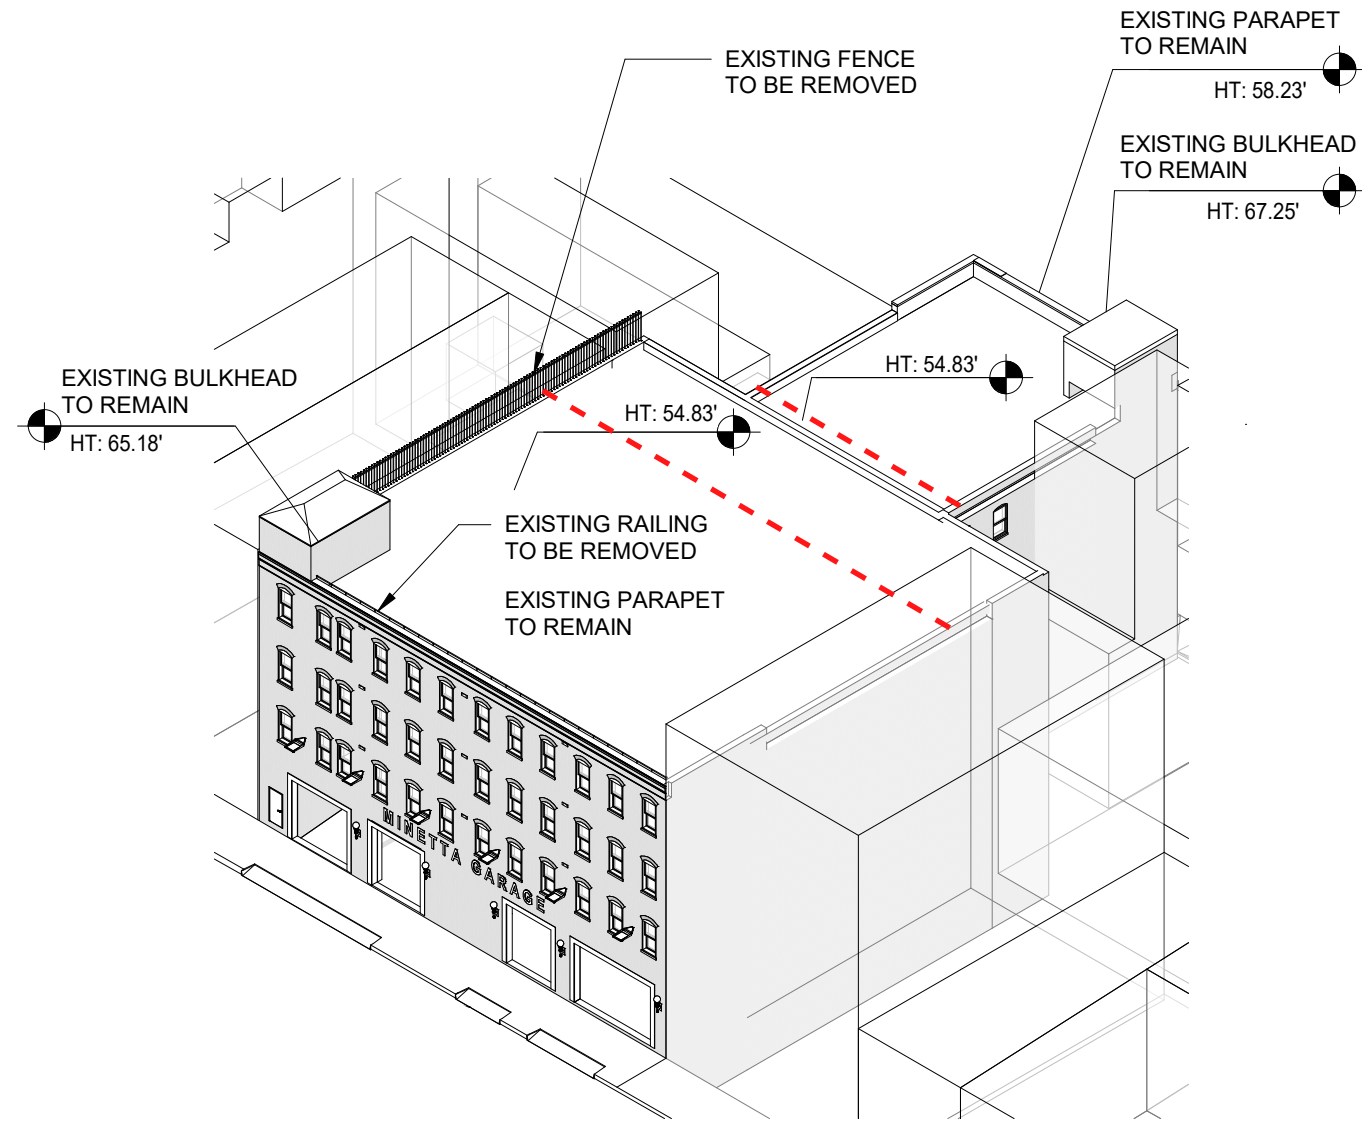 EXISTING PARAPET
TO REMAIN
HT: 58.23'
EXISTING FENCE
TO BE REMOVED
EXISTING BULKHEAD
TO REMAIN
HT: 67.25'
HT: 54.83'
EXISTING BULKHEAD
TO REMAIN
HT: 65.18'
HT: 54.83'
EXISTING RAILING
TO BE REMOVED
EXISTING PARAPET
TO REMAIN
MINETTA GARAGE